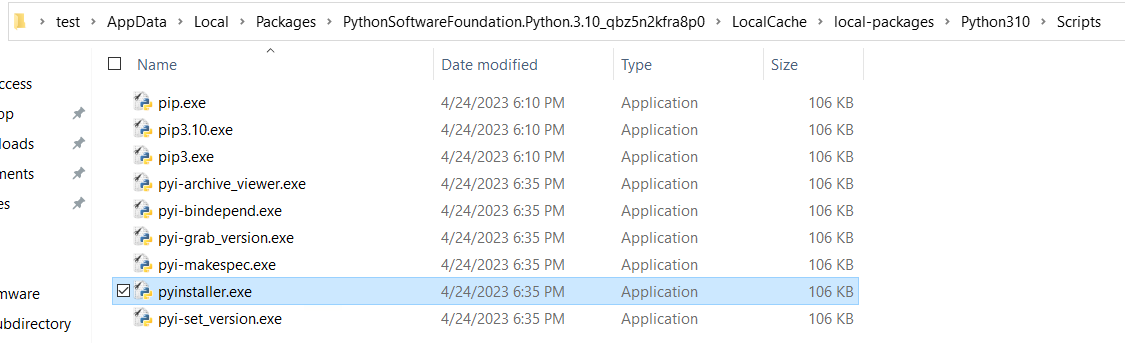 test > AppData > Local > Packages > PythonSoftwareFoundation.Python.3.10_qbz5n2kfra8p0 > LocalCache > local-packages > Python310 > Scripts
Name Date modified Type Size
ccess
op
loads
ments
es
mware
ubdirectory
pip.exe 4/24/2023 6:10 PM Application 106 KB
pip3.10.exe 4/24/2023 6:10 PM Application 106 KB
pip3.exe 4/24/2023 6:10 PM Application 106 KB
pyi-archive_viewer.exe 4/24/2023 6:35 PM Application 106 KB
pyi-bindepend.exe 4/24/2023 6:35 PM Application 106 KB
pyi-grab_version.exe 4/24/2023 6:35 PM Application 106 KB
pyi-makespec.exe 4/24/2023 6:35 PM Application 106 KB
pyinstaller.exe 4/24/2023 6:35 PM Application 106 KB
pyi-set_version.exe 4/24/2023 6:35 PM Application 106 KB